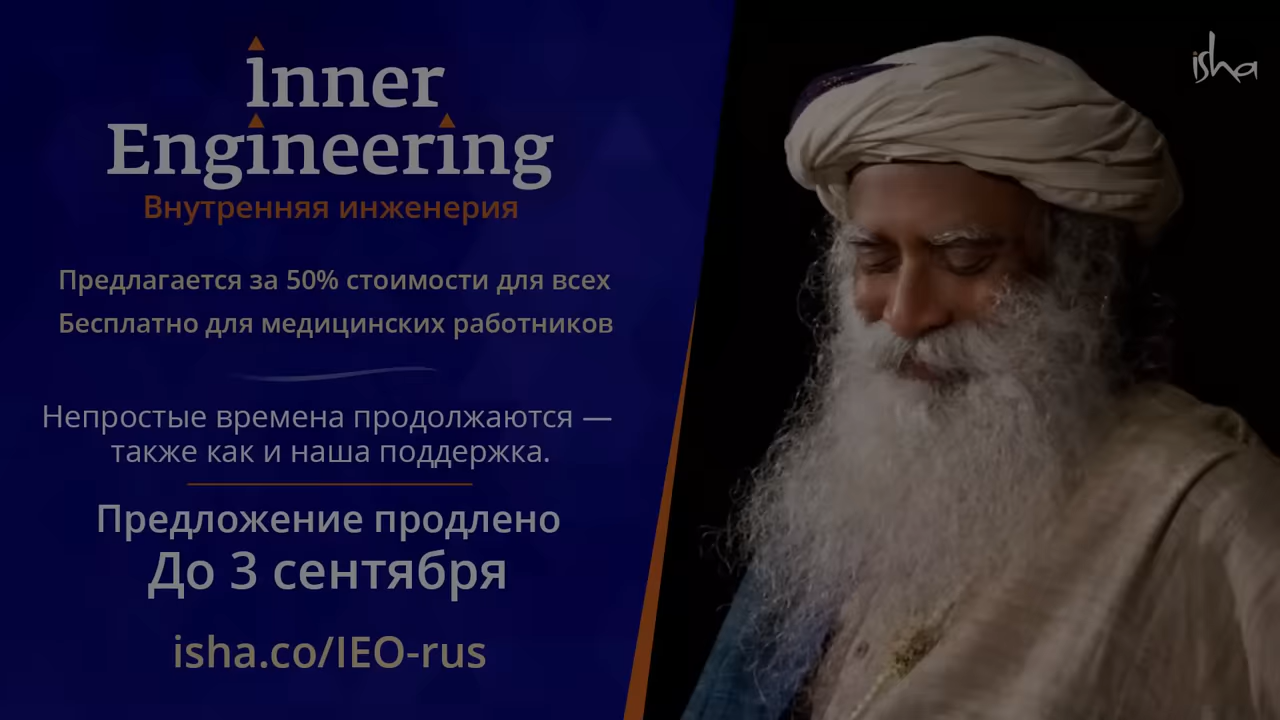 inner
Engineering
Внутренняя инженерия
Предлагается за 50% стоимости для всех
Бесплатно для медицинских работников
Непростые времена продолжаются —
также как и наша поддержка.
Предложение продлено
До 3 сентября
isha.co/IEO-rus
isha